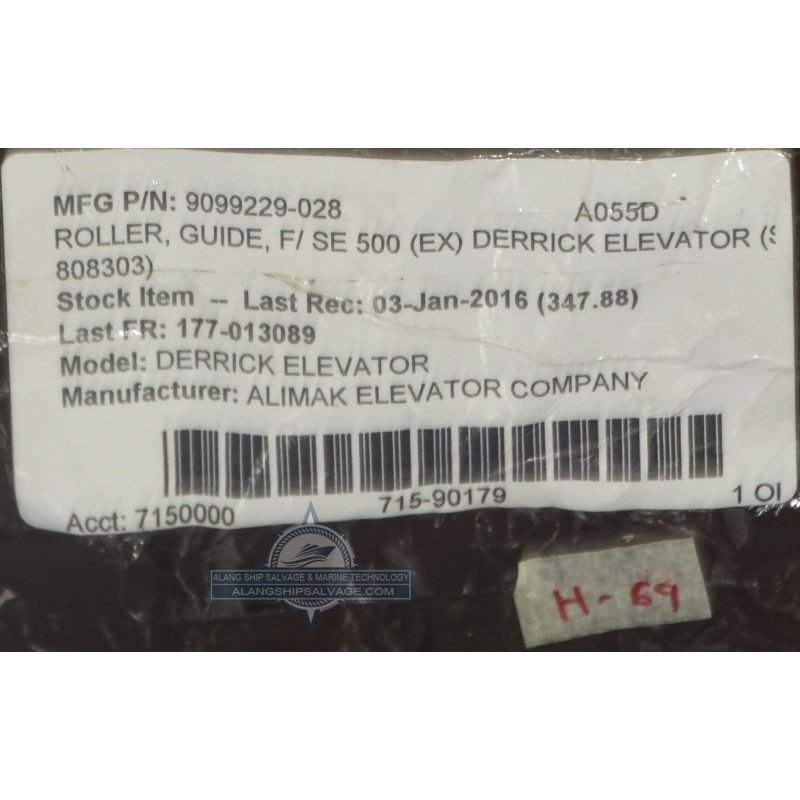 MFG P/N: 9099229-028 A055D
ROLLER, GUIDE, F/ SE 500 (EX) DERRICK ELEVATOR (S
808303)
Stock Item -- Last Rec: 03-Jan-2016 (347.88)
Last FR: 177-013089
Model: DERRICK ELEVATOR
Manufacturer: ALIMAK ELEVATOR COMPANY
715-90179
Acct: 7150000 1 O
ALANG SHIP SALVAGE & MARINE TECHNOLOGY
ALANGSHIPSALVAGE.COM
H-69